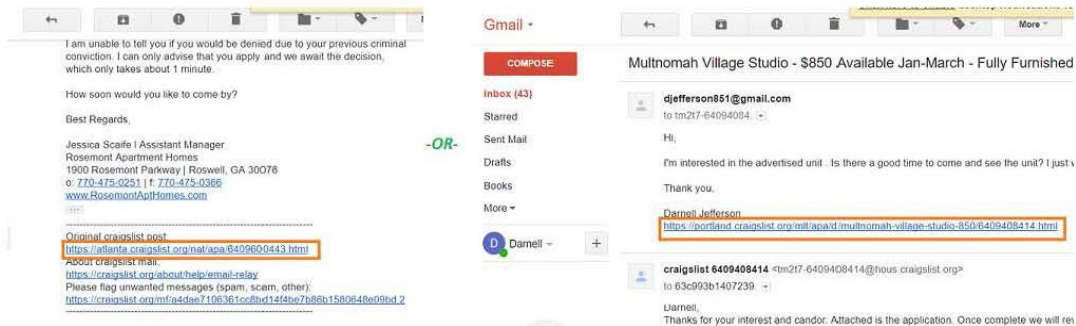 I am unable to tell you if you would be denied due to your previous criminal
conviction. I can only advise that you apply and we await the decision,
which only takes about 1 minute.
How soon would you like to come by?
Best Regards,
Jessica Scaife I Assistant Manager
Rosemont Apartment Homes
1900 Rosemont Parkway | Roswell, GA 30076
o: 770-475-0251 | f: 770-475-0366
www.RosemontAptHomes.com
Original craigslist post:
https://atlanta.craigslist.org/nat/apa/6409600443.html
About craigslist mail:
https://craigslist.org/about/help/email-relay
Please flag unwanted messages (spam, scam, other):
https://craigslist.org/mf/a4dae7106361cc8bd14f4be7b86b1580648e09bd.2
-OR-
Gmail
More
COMPOSE
Inbox (43)
Starred
Sent Mail
Drafts
Books
More
D Darnell
+
Multnomah Village Studio - $850 Available Jan-March - Fully Furnished
djefferson851@gmail.com
to tm2t7-64094084.
Hi,
I'm interested in the advertised unit . Is there a good time to come and see the unit? I just
Thank you,
Darnell Jefferson
https://portland.craigslist.org/mlt/apa/d/multnomah-village-studio-850/6409408414.html
craigslist 6409408414 <tm2t7-6409408414@hous.craigslist.org>
to 63c993b1407239.
Darnell,
Thanks for your interest and candor. Attached is the application. Once complete we will